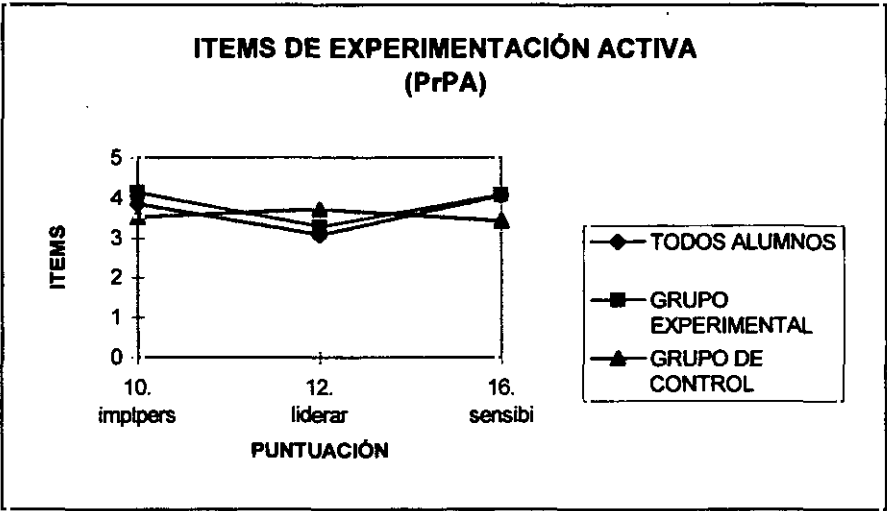 ITEMS DE EXPERIMENTACIÓN ACTIVA
(PrPA)
5
4
3
2
1
0
ITEMS
10.
implpers
12.
liderar
16.
sensibi
PUNTUACIÓN
TODOS ALUMNOS
GRUPO
EXPERIMENTAL
GRUPO DE
CONTROL